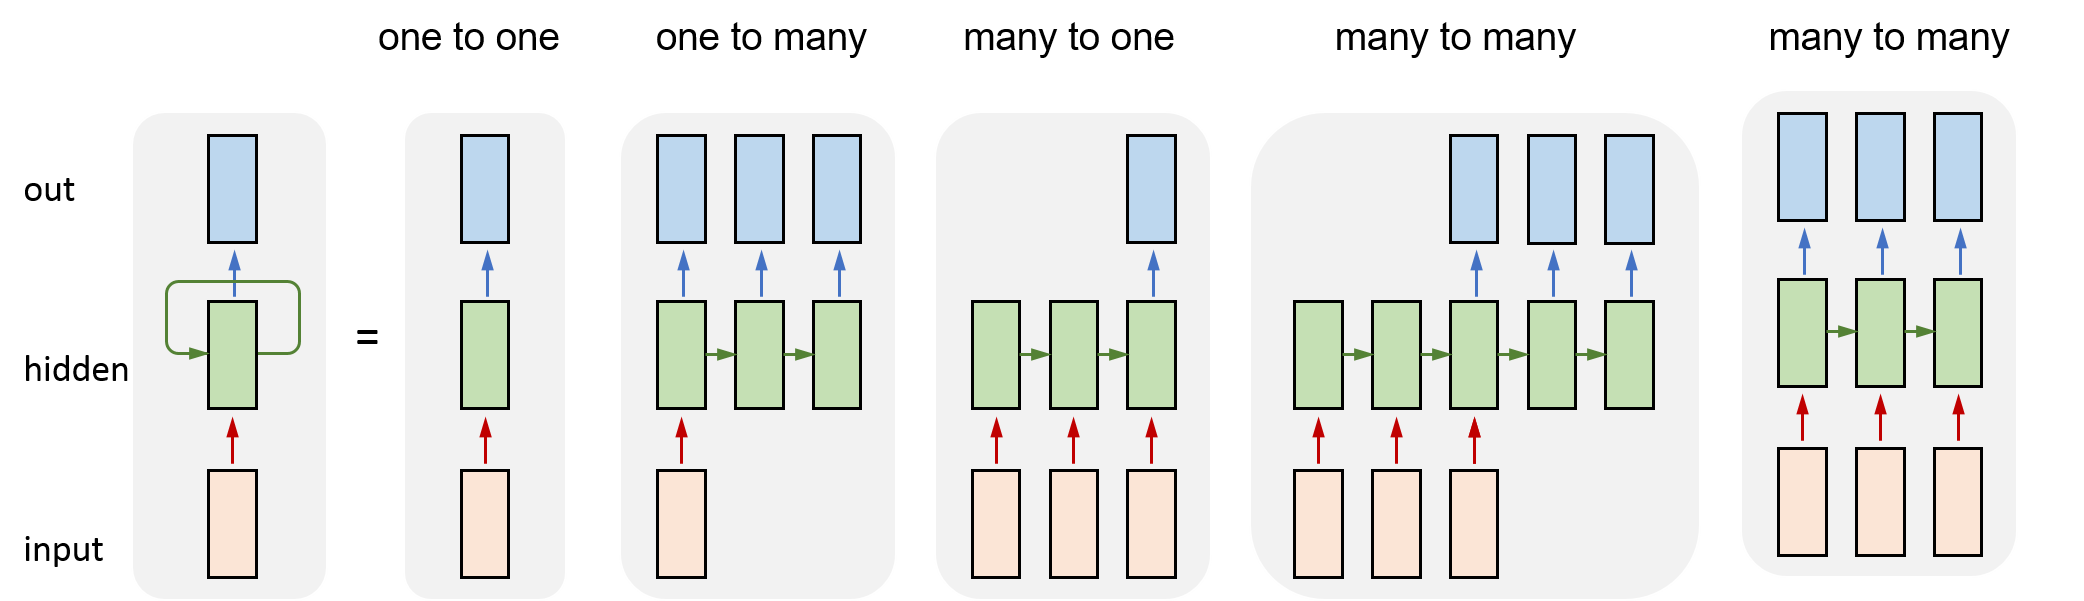 one to one
one to many
many to one
many to many
many to many
out
=
hidden
input